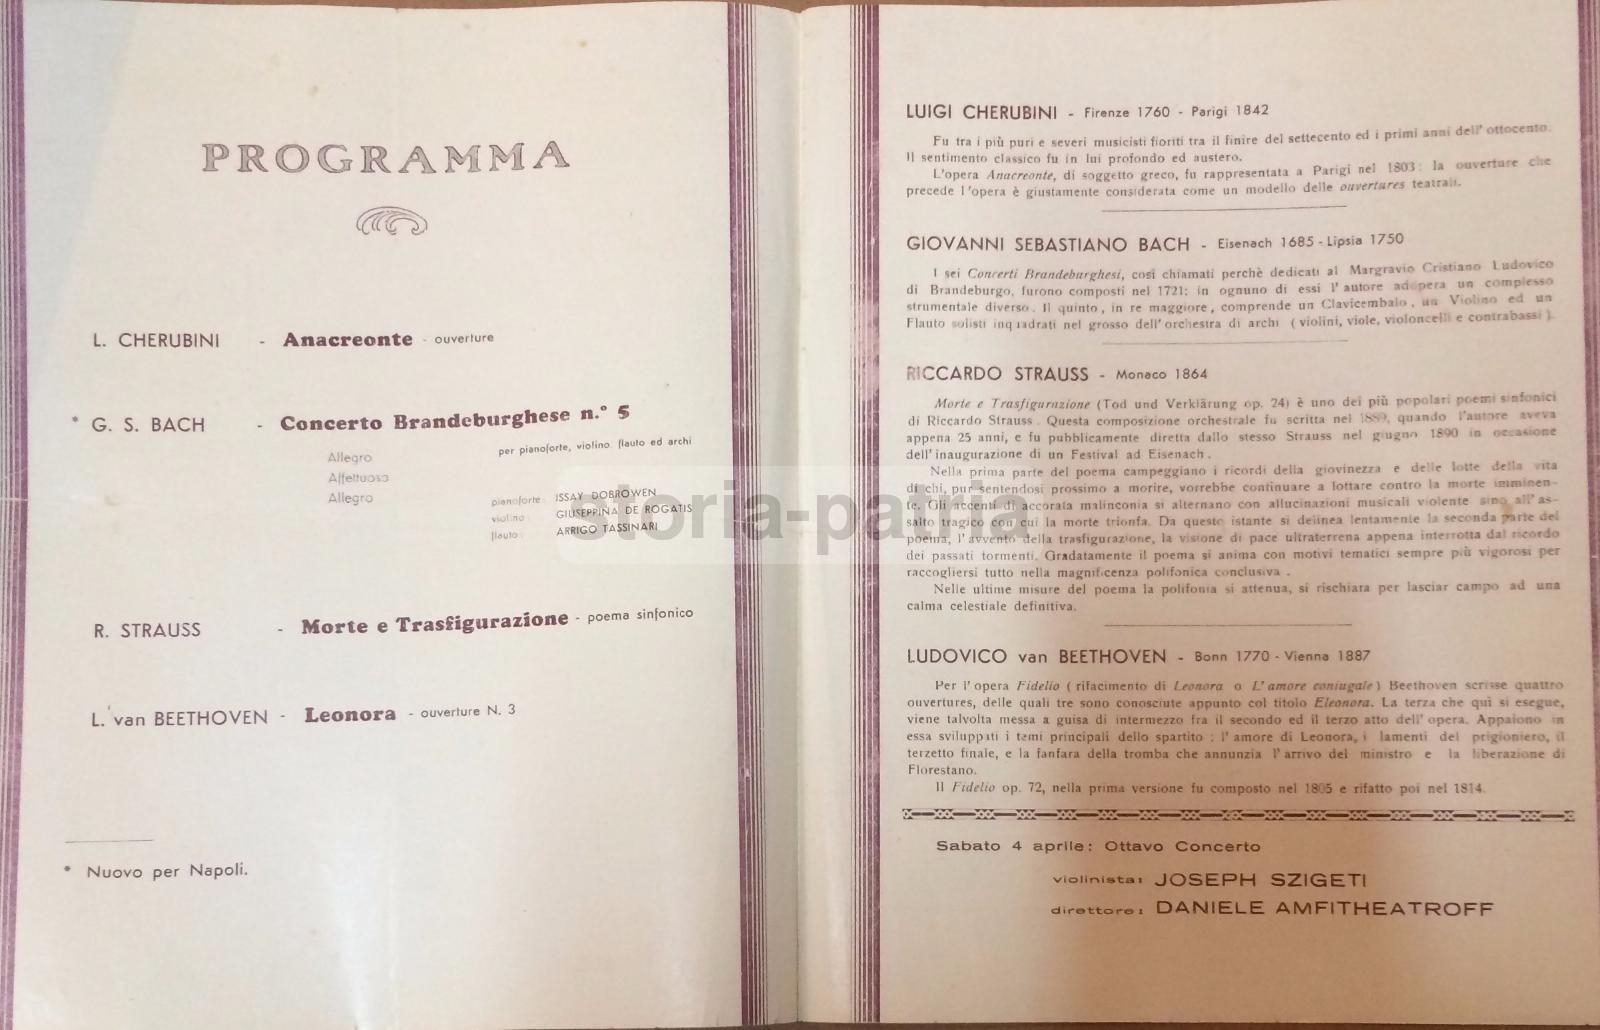 PROGRAMMA
L. CHERUBINI - Anacreonte - ouverture
* G. S. BACH - Concerto Brandeburghese n.° 5
per pianoforte, violino flauto ed archi
Allegro
Affettuoso
Allegro
pianoforte: ISSAY DOBROWEN
violino: GIUSEPPINA DE ROGATIS
flauto: ARRIGO TASSINARI
R. STRAUSS - Morte e Trasfigurazione - poema sinfonico
L. van BEETHOVEN - Leonora - ouverture N. 3
* Nuovo per Napoli.
LUIGI CHERUBINI - Firenze 1760 - Parigi 1842
Fu tra i più puri e severi musicisti fioriti tra il finire del settecento ed i primi anni dell' ottocento.
Il sentimento classico fu in lui profondo ed austero.
L'opera Anacreonte, di soggetto greco, fu rappresentata a Parigi nel 1803: la ouverture che
precede l'opera è giustamente considerata come un modello delle ouvertures teatrali.
GIOVANNI SEBASTIANO BACH - Eisenach 1685 - Lipsia 1750
I sei Concerti Brandeburghesi, così chiamati perchè dedicati al Margravio Cristiano Ludovico
di Brandeburgo, furono composti nel 1721; in ognuno di essi l'autore adopera un complesso
strumentale diverso. Il quinto, in re maggiore, comprende un Clavicembalo, un Violino ed un
Flauto solisti inquadrati nel grosso dell'orchestra di archi (violini, viole, violoncelli e contrabassi).
RICCARDO STRAUSS - Monaco 1864
Morte e Trasfigurazione (Tod und Verklärung op. 24) è uno dei più popolari poemi sinfonici
di Riccardo Strauss. Questa composizione orchestrale fu scritta nel 1889, quando l'autore aveva
appena 25 anni, e fu pubblicamente diretta dallo stesso Strauss nel giugno 1890 in occasione
dell'inaugurazione di un Festival ad Eisenach.
Nella prima parte del poema campeggiano i ricordi della giovinezza e delle lotte della vita
di chi, pur sentendosi prossimo a morire, vorrebbe continuare a lottare contro la morte imminen-
te. Gli accenti di accorata malinconia si alternano con allucinazioni musicali violente sino all'as-
salto tragico con cui la morte trionfa. Da questo istante si delinea lentamente la seconda parte del
poema, l'avvento della trasfigurazione, la visione di pace ultraterrena appena interrotta dal ricordo
dei passati tormenti. Gradatamente il poema si anima con motivi tematici sempre più vigorosi per
raccogliersi tutto nella magnificenza polifonica conclusiva.
Nelle ultime misure del poema la polifonia si attenua, si rischiara per lasciar campo ad una
calma celestiale definitiva.
LUDOVICO van BEETHOVEN - Bonn 1770 - Vienna 1887
Per l'opera Fidelio (rifacimento di Leonora o L'amore coniugale) Beethoven scrisse quattro
ouvertures, delle quali tre sono conosciute appunto col titolo Eleonora. La terza che qui si esegue,
viene talvolta messa a guisa di intermezzo fra il secondo ed il terzo atto dell'opera. Appaiono in
essa sviluppati i temi principali dello spartito: l'amore di Leonora, i lamenti del prigioniero, il
terzetto finale, e la fanfara della tromba che annunzia l'arrivo del ministro e la liberazione di
Florestano.
Il Fidelio op. 72, nella prima versione fu composto nel 1805 e rifatto poi nel 1814.
Sabato 4 aprile: Ottavo Concerto
violinista: JOSEPH SZIGETI
direttore: DANIELE AMFITHEATROFF
storia-patria